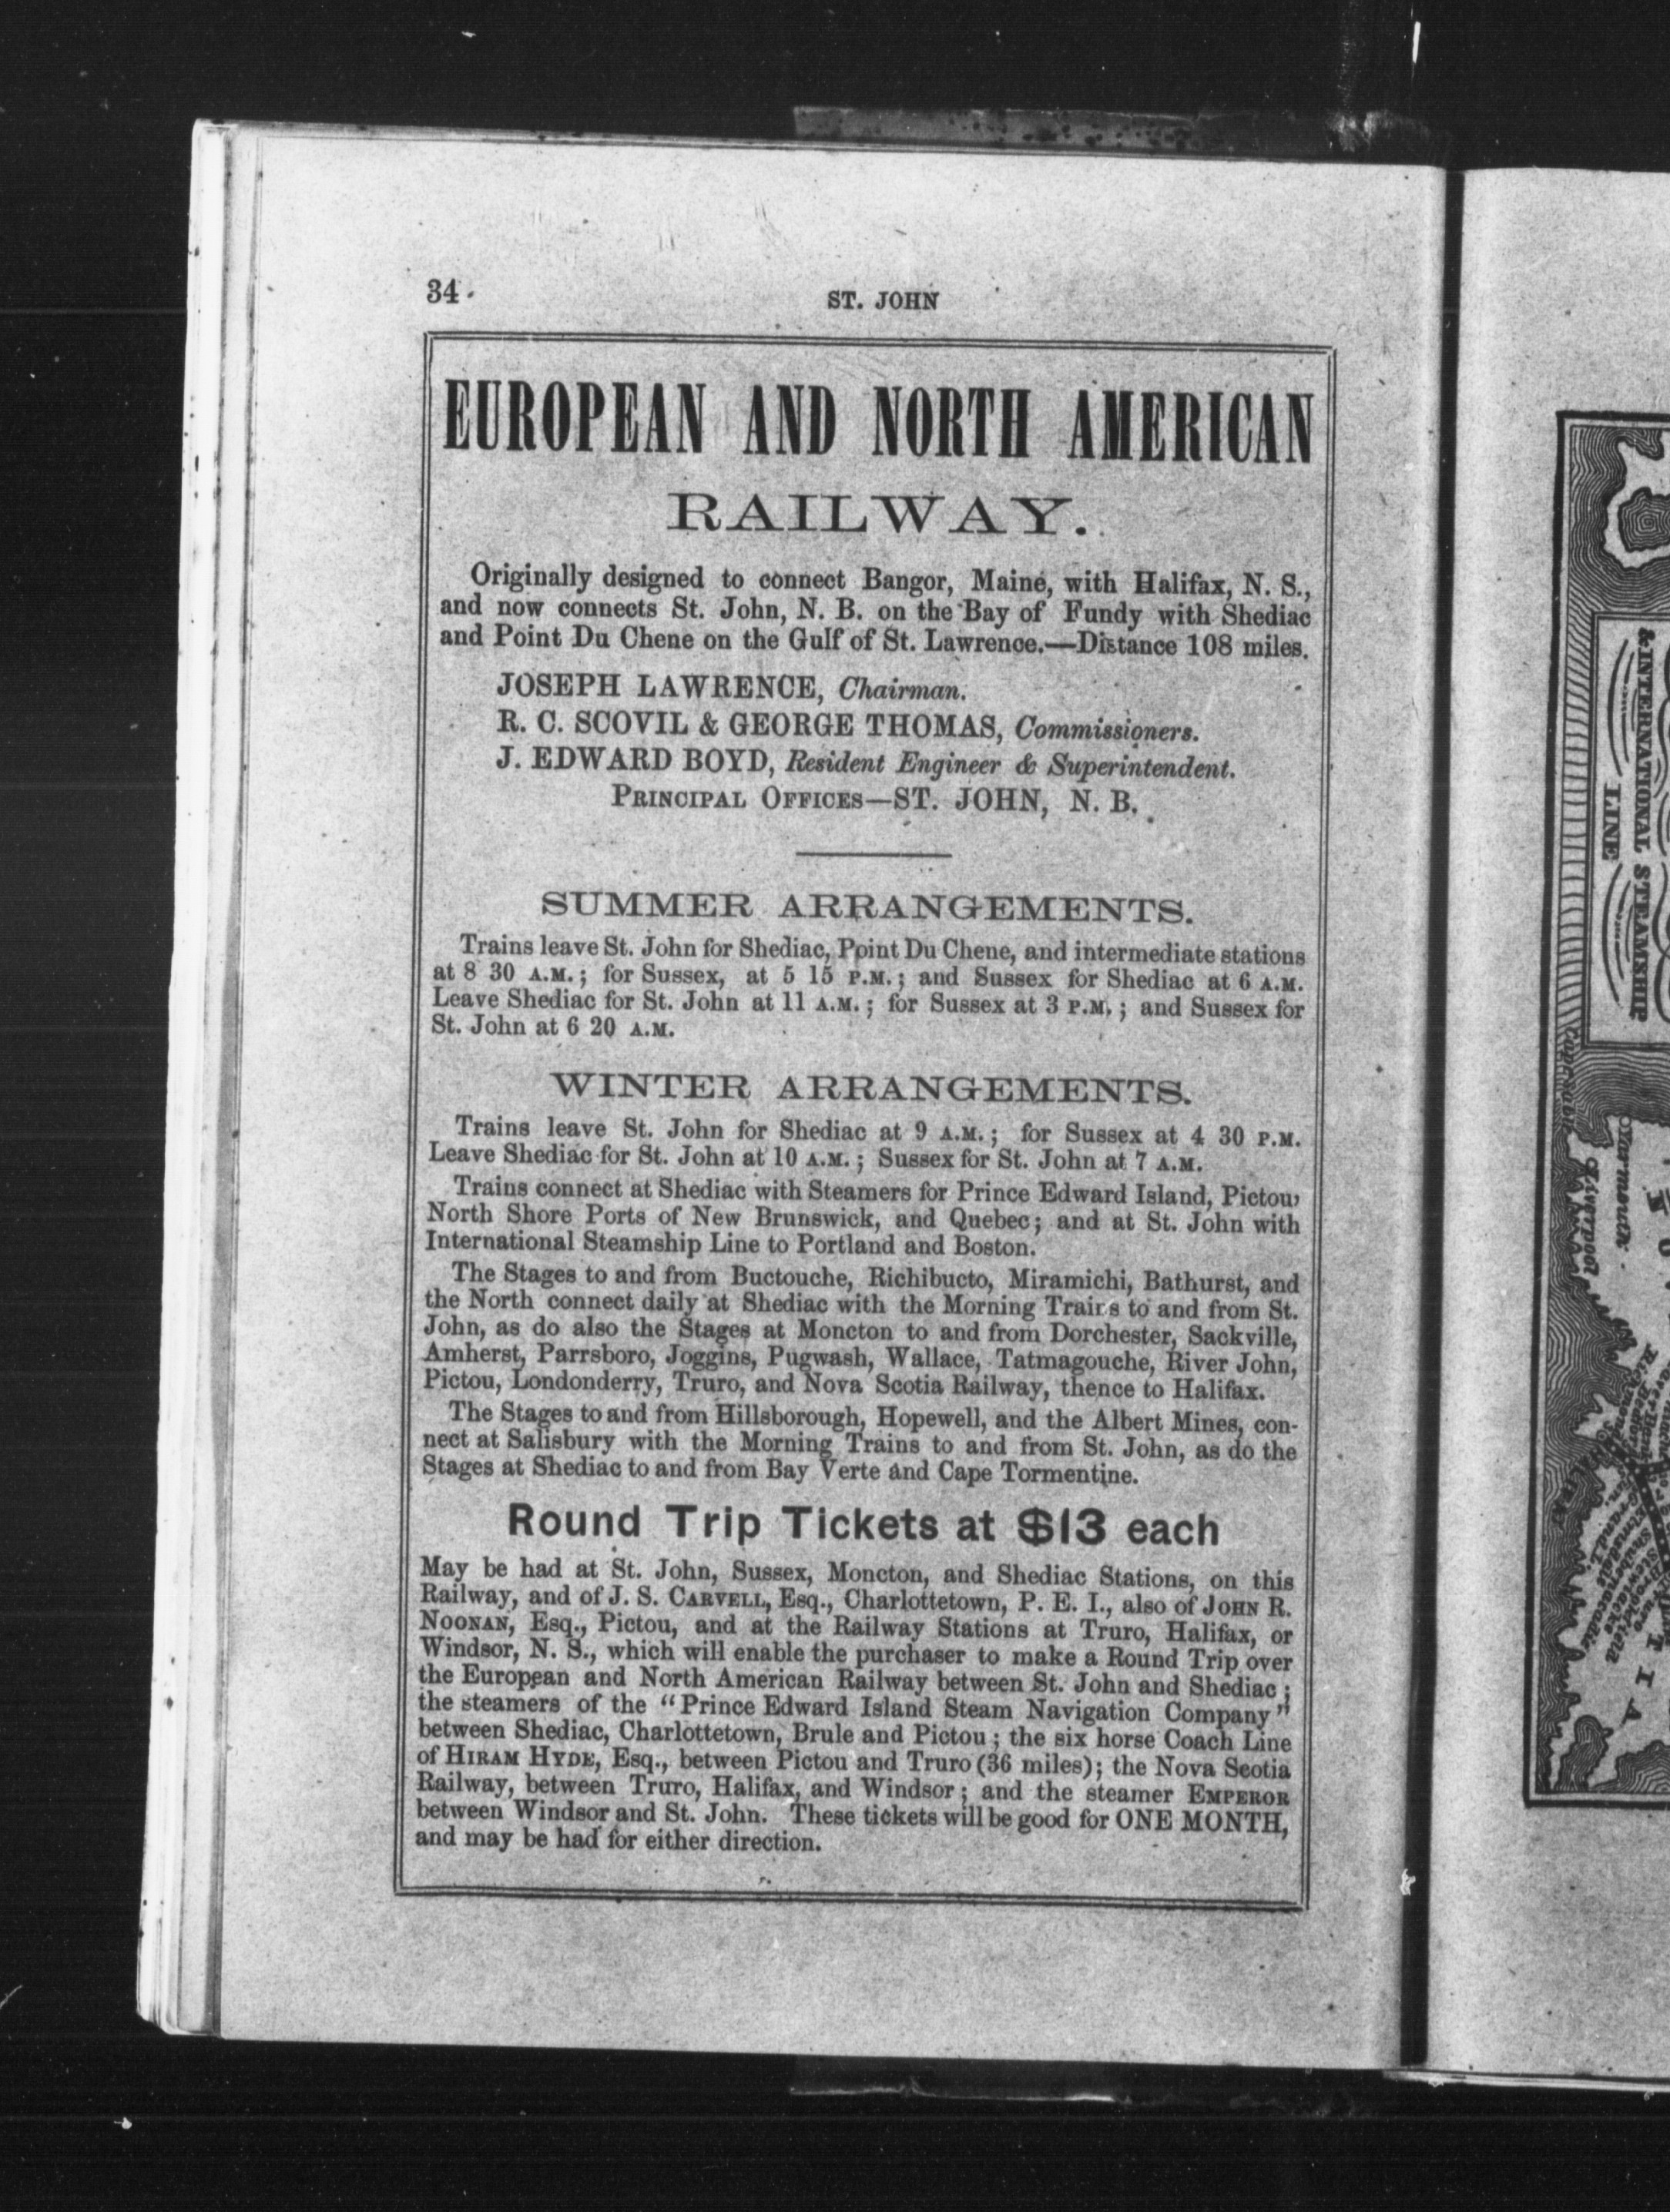 34
ST. JOHN
EUROPEAN AND NORTH AMERICAN
RAILWAY.
Originally designed to connect Bangor, Maine, with Halifax, N. S.,
and now connects St. John, N. B. on the Bay of Fundy with Shediac
and Point Du Chene on the Gulf of St. Lawrence.—Distance 108 miles.
JOSEPH LAWRENCE, Chairman.
R. C. SCOVIL & GEORGE THOMAS, Commissioners.
J. EDWARD BOYD, Resident Engineer & Superintendent.
PRINCIPAL OFFICES—ST. JOHN, N. B.
SUMMER ARRANGEMENTS.
Trains leave St. John for Shediac, Point Du Chene, and intermediate stations
at 8 30 A.M.; for Sussex, at 5 15 P.M.; and Sussex for Shediac at 6 A.M.
Leave Shediac for St. John at 11 A.M.; for Sussex at 3 P.M.; and Sussex for
St. John at 6 20 A.M.
WINTER ARRANGEMENTS.
Trains leave St. John for Shediac at 9 A.M.; for Sussex at 4 30 P.M.
Leave Shediac for St. John at 10 A.M.; Sussex for St. John at 7 A.M.
Trains connect at Shediac with Steamers for Prince Edward Island, Pictou,
North Shore Ports of New Brunswick, and Quebec; and at St. John with
International Steamship Line to Portland and Boston.
The Stages to and from Buctouche, Richibucto, Miramichi, Bathurst, and
the North connect daily at Shediac with the Morning Trains to and from St.
John, as do also the Stages at Moncton to and from Dorchester, Sackville,
Amherst, Parrsboro, Joggins, Pugwash, Wallace, Tatmagouche, River John,
Pictou, Londonderry, Truro, and Nova Scotia Railway, thence to Halifax.
The Stages to and from Hillsborough, Hopewell, and the Albert Mines, con-
nect at Salisbury with the Morning Trains to and from St. John, as do the
Stages at Shediac to and from Bay Verte and Cape Tormentine.
Round Trip Tickets at $13 each
May be had at St. John, Sussex, Moncton, and Shediac Stations, on this
Railway, and of J. S. CARVELL, Esq., Charlottetown, P. E. I., also of JOHN R.
NOONAN, Esq., Pictou, and at the Railway Stations at Truro, Halifax, or
Windsor, N. S., which will enable the purchaser to make a Round Trip over
the European and North American Railway between St. John and Shediac;
the steamers of the "Prince Edward Island Steam Navigation Company"
between Shediac, Charlottetown, Brule and Pictou; the six horse Coach Line
of HIRAM HYDE, Esq., between Pictou and Truro (36 miles); the Nova Scotia
Railway, between Truro, Halifax, and Windsor; and the steamer EMPEROR
between Windsor and St. John. These tickets will be good for ONE MONTH,
and may be had for either direction.
& INTERNATIONAL STEAMSHIP
LINE
Yarmouth
Liverpool